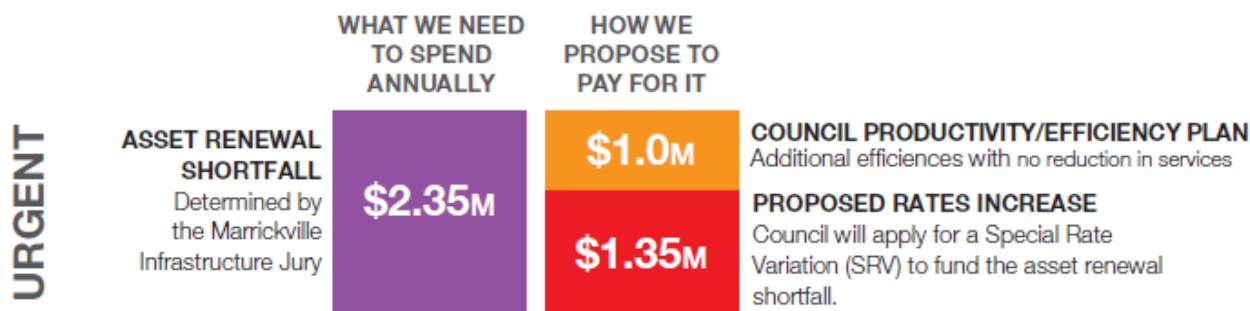 WHAT WE NEED
TO SPEND
ANNUALLY
HOW WE
PROPOSE TO
PAY FOR IT
URGENT
ASSET RENEWAL
SHORTFALL
Determined by
the Marrickville
Infrastructure Jury
$2.35M
$1.0M
COUNCIL PRODUCTIVITY/EFFICIENCY PLAN
Additional efficiences with no reduction in services
$1.35M
PROPOSED RATES INCREASE
Council will apply for a Special Rate
Variation (SRV) to fund the asset renewal
shortfall.